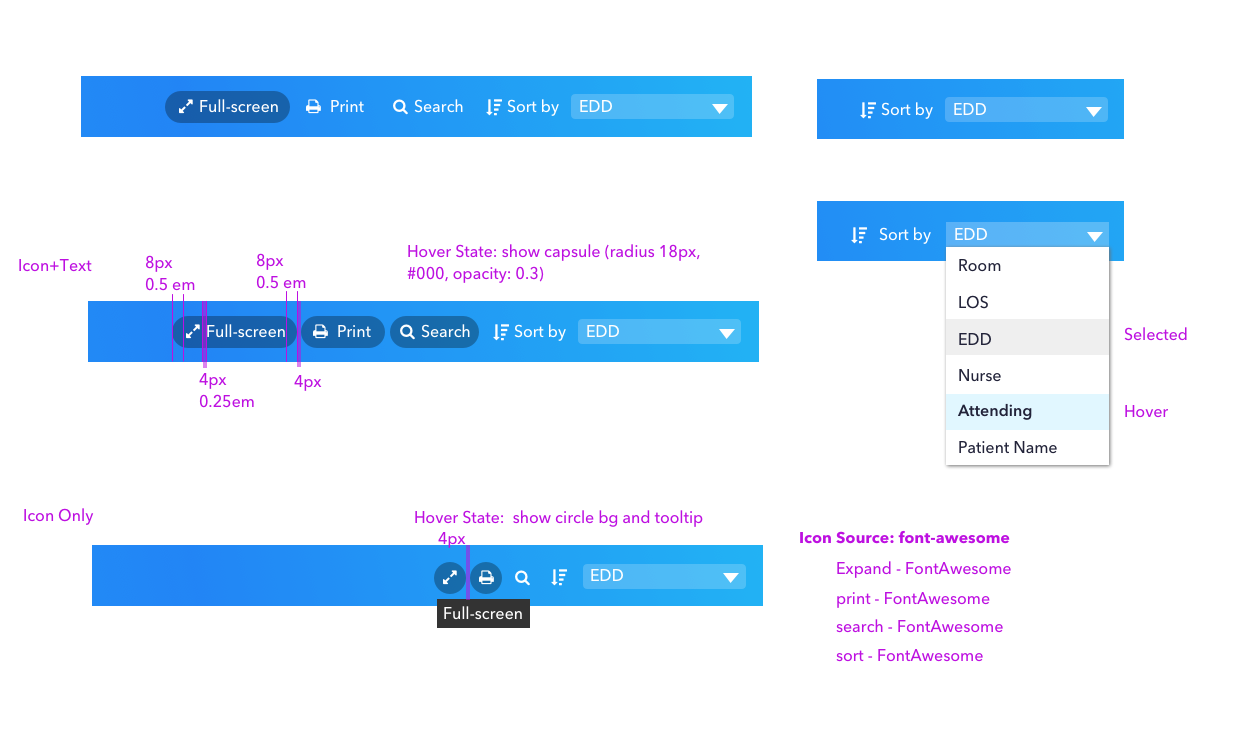 Full-screen Print Search Sort by EDD
Sort by EDD
Sort by EDD
Room
LOS
EDD
Nurse
Attending
Patient Name
Selected
Hover
Icon+Text
8px
0.5 em
8px
0.5 em
Hover State: show capsule (radius 18px,
#000, opacity: 0.3)
Full-screen Print Search Sort by EDD
4px
0.25em
4px
Icon Only
Hover State: show circle bg and tooltip
4px
EDD
Full-screen
Icon Source: font-awesome
Expand - FontAwesome
print - FontAwesome
search - FontAwesome
sort - FontAwesome